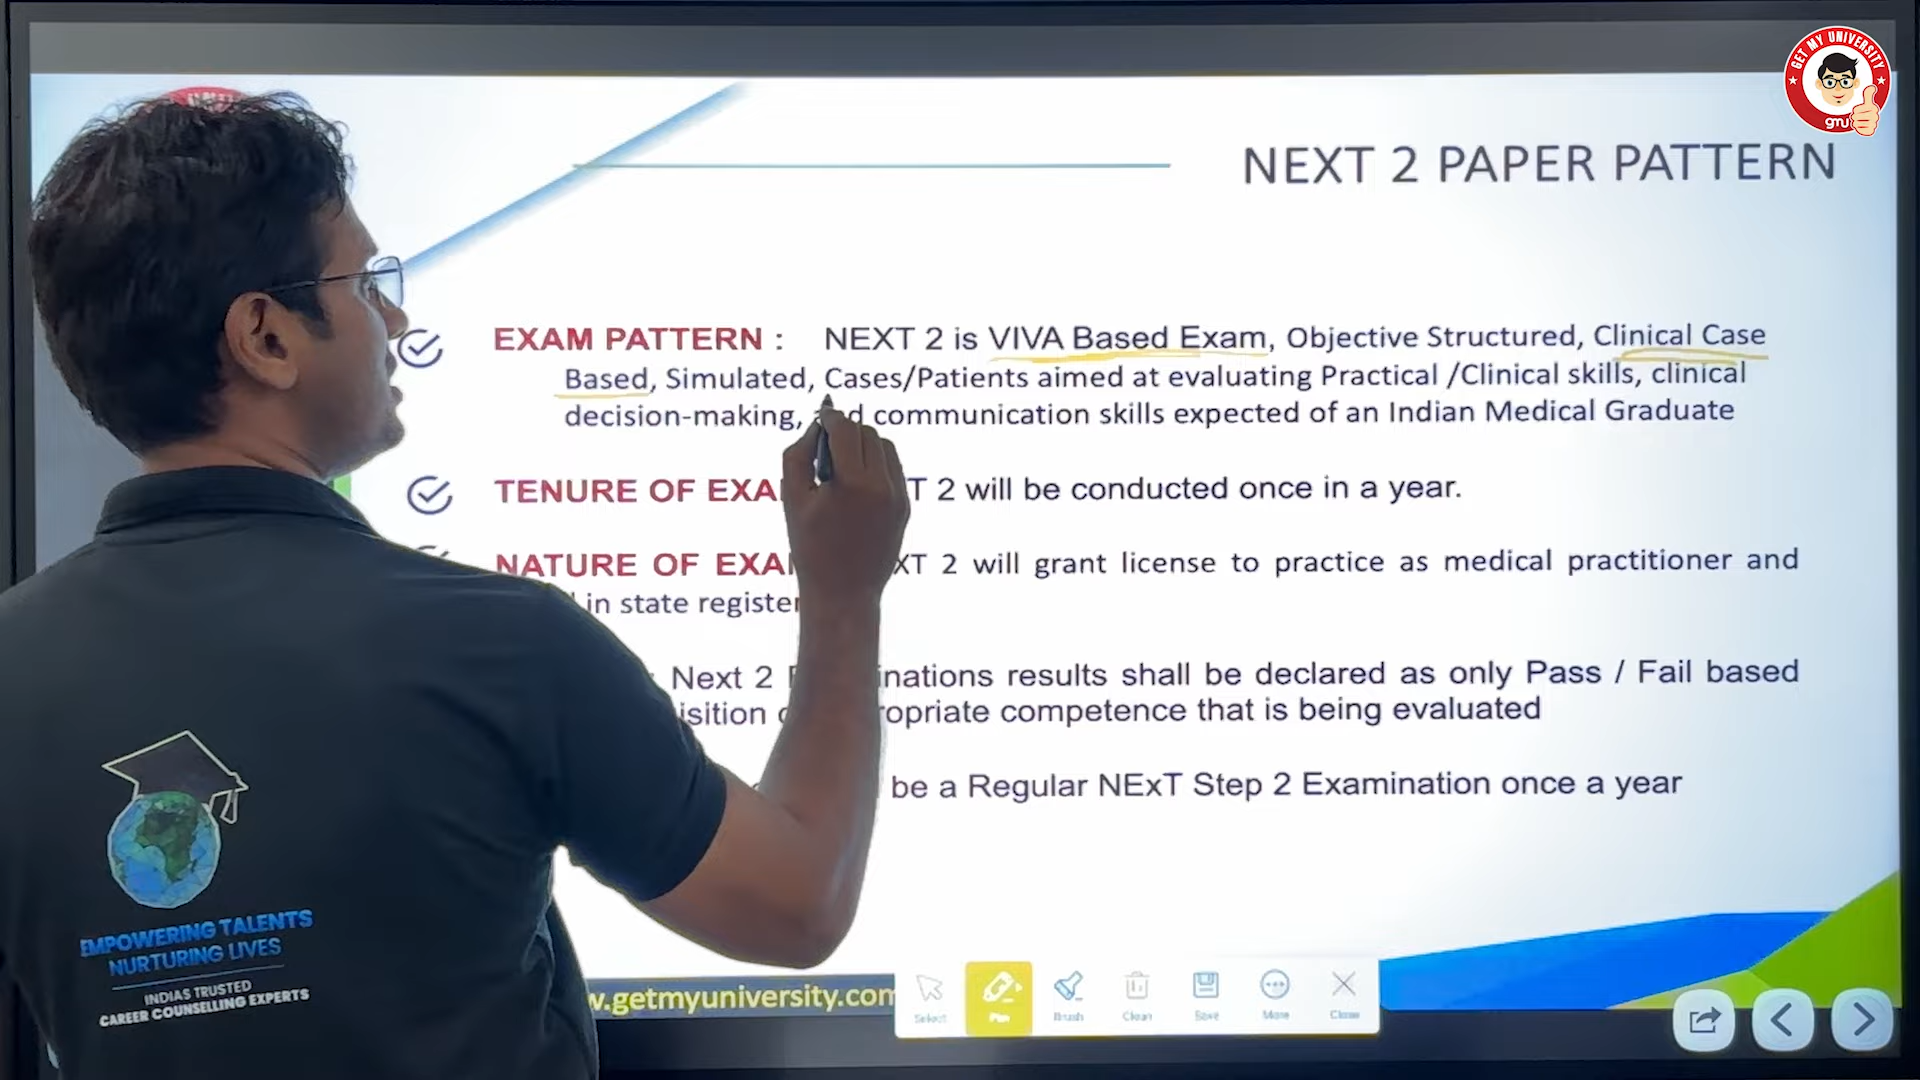 GET MY UNIVERSITY
gmu
NEXT 2 PAPER PATTERN
EXAM PATTERN : NEXT 2 is VIVA Based Exam, Objective Structured, Clinical Case
Based, Simulated, Cases/Patients aimed at evaluating Practical /Clinical skills, clinical
decision-making, and communication skills expected of an Indian Medical Graduate
TENURE OF EXA T 2 will be conducted once in a year.
NATURE OF EXA XT 2 will grant license to practice as medical practitioner and
in state register
Next 2 inations results shall be declared as only Pass / Fail based
isition ropriate competence that is being evaluated
be a Regular NExT Step 2 Examination once a year
EMPOWERING TALENTS
NURTURING LIVES
INDIAS TRUSTED
CAREER COUNSELLING EXPERTS
w.getmyuniversity.com
Select Pen Brush Clean Save More Close